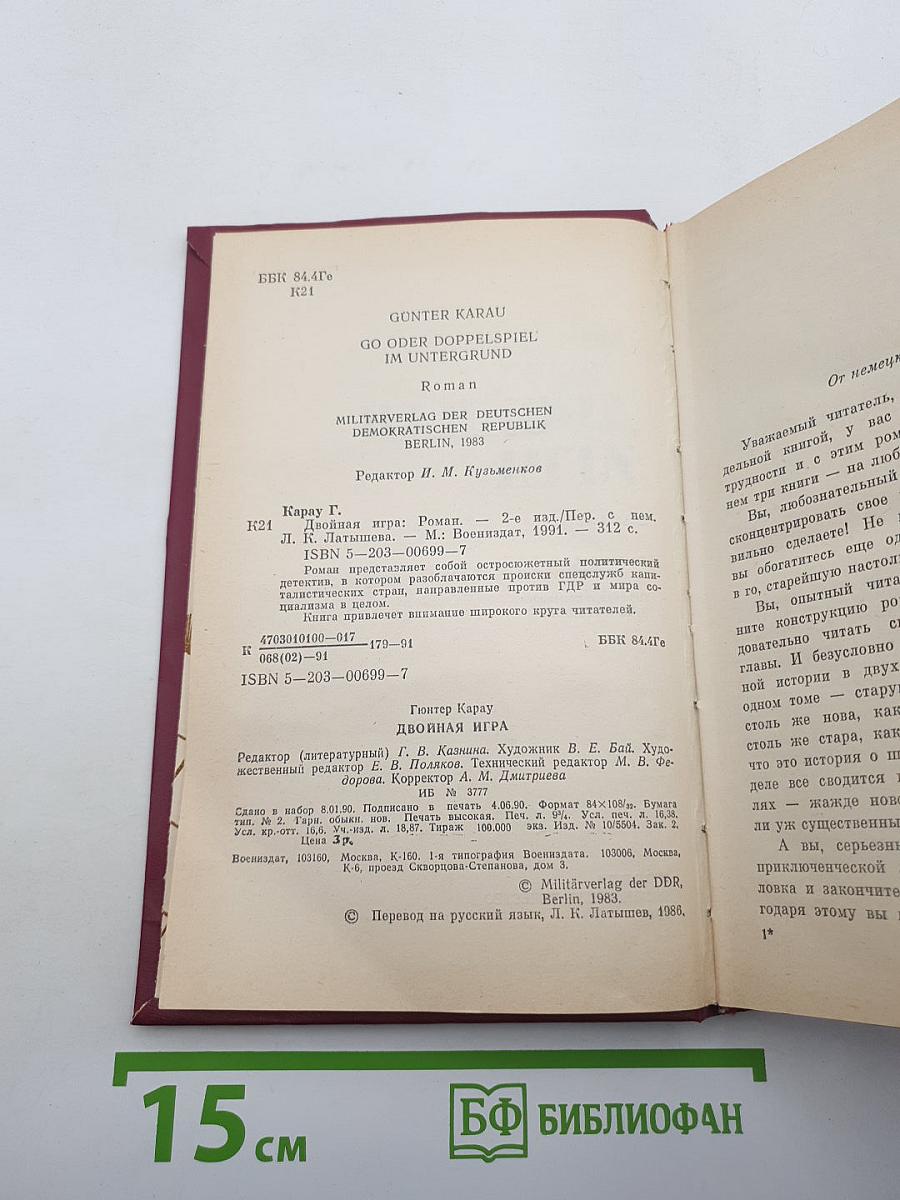 ББК 84.4Ге
К21
GÜNTER KARAU
GO ODER DOPPELSPIEL
IM UNTERGRUND
Roman
MILITÄRVERLAG DER DEUTSCHEN
DEMOKRATISCHEN REPUBLIK
BERLIN, 1983
Редактор И. М. Кузьменков
Карау Г.
К21 Двойная игра: Роман. — 2-е изд./Пер. с нем.
Л. К. Латышева. — М.: Воениздат, 1991. — 312 с.
ISBN 5—203—00699—7
Роман представляет собой остросюжетный политический
детектив, в котором разоблачаются происки спецслужб капи-
талистических стран, направленные против ГДР и мира со-
циализма в целом.
Книга привлечет внимание широкого круга читателей.
К 4703010100—017
068(02)—91 179—91 ББК 84.4Ге
ISBN 5—203—00699—7
Гюнтер Карау
ДВОЙНАЯ ИГРА
Редактор (литературный) Г. В. Казнина. Художник В. Е. Бай. Худо-
жественный редактор Е. В. Поляков. Технический редактор М. В. Фе-
дорова. Корректор А. М. Дмитриева
ИБ № 3777
Сдано в набор 8.01.90. Подписано в печать 4.06.90. Формат 84×108/32. Бумага
тип. № 2. Гарн. обыкн. нов. Печать высокая. Печ. л. 9¾. Усл. печ. л. 16,38.
Усл. кр.-отт. 16,6. Уч.-изд. л. 18,87. Тираж 100.000 экз. Изд. № 10/5504. Зак. 2.
Цена 3 р.
Воениздат, 103160, Москва, К-160. 1-я типография Воениздата. 103006, Москва,
К-6, проезд Скворцова-Степанова, дом 3.
© Militärverlag der DDR,
Berlin, 1983.
© Перевод на русский язык, Л. К. Латышев, 1986.
От немецк
Уважаемый читатель,
дельной книгой, у вас
трудности и с этим ром
нем три книги — на люб
Вы, любознательный
сконцентрировать свое
вильно сделаете! Не
вы обогатитесь еще од
в го, старейшую настоль
Вы, опытный чита
ните конструкцию ро
довательно читать с
главы. И безусловно
ной истории в двух
одном томе — стару
столь же нова, как
столь же стара, как
что это история о ш
деле все сводится
лях — жажде ново
ли уж существенны
А вы, серьезны
приключенческой
ловка и закончите
годаря этому вы
1*
15 см
БФ БИБЛИОФАН